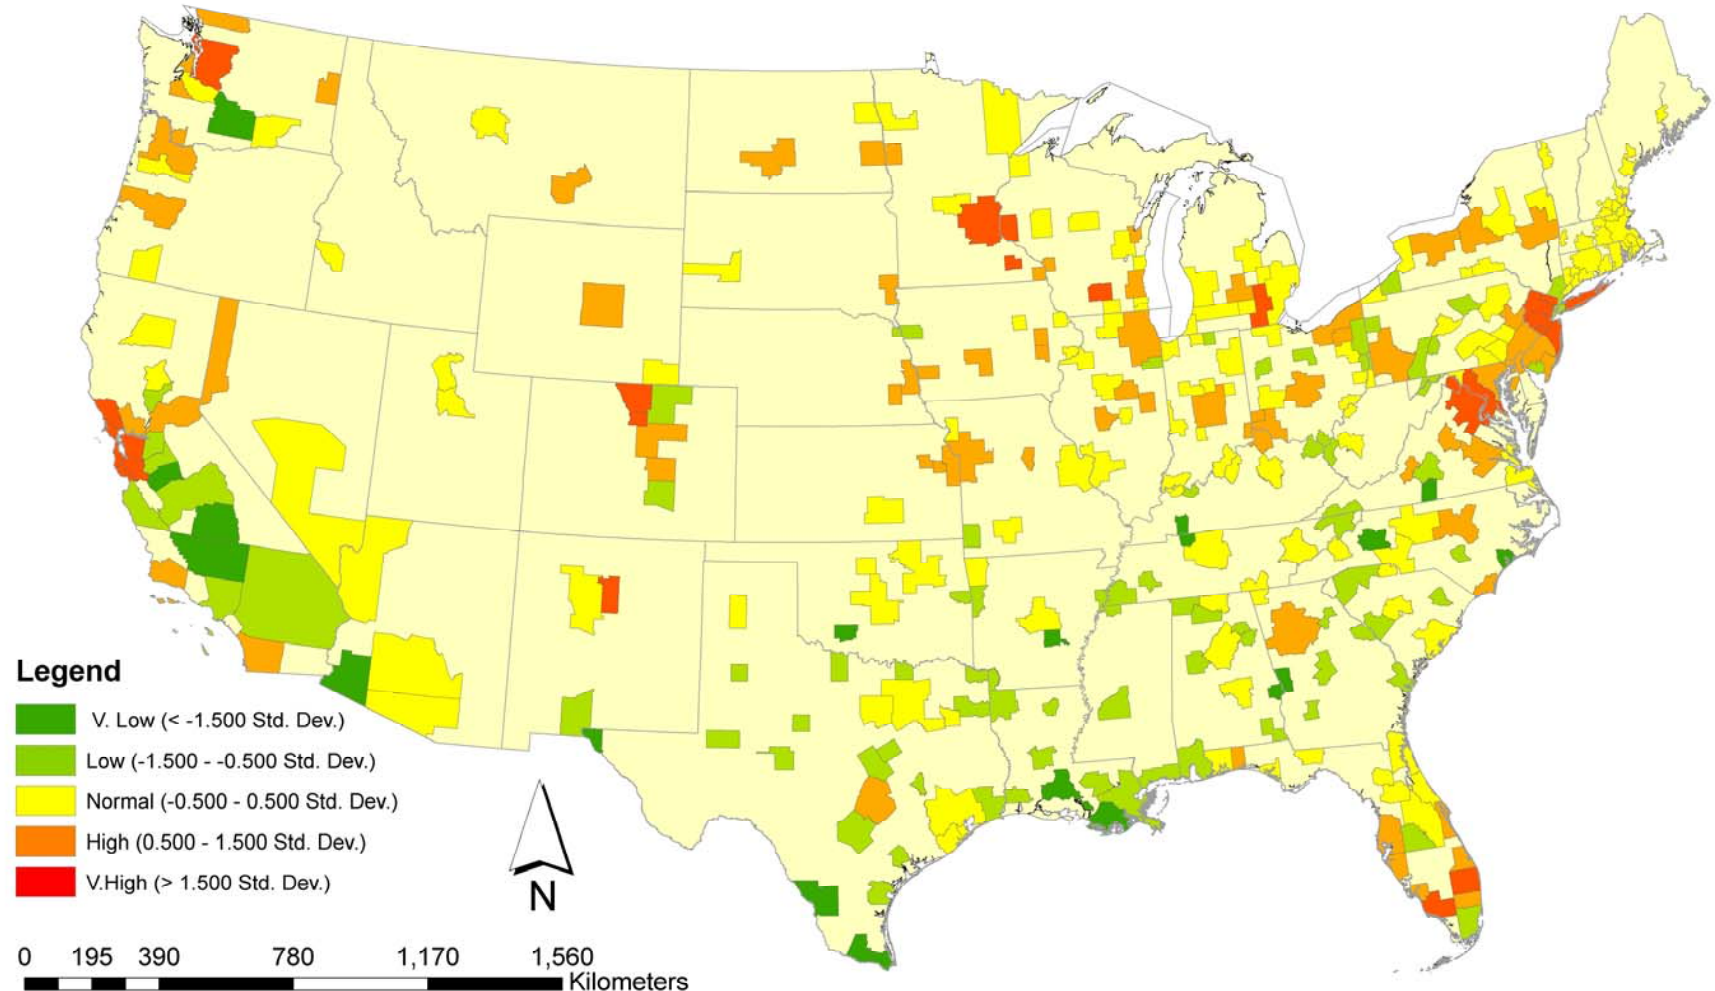 Legend
V. Low (< -1.500 Std. Dev.)
Low (-1.500 - -0.500 Std. Dev.)
Normal (-0.500 - 0.500 Std. Dev.)
High (0.500 - 1.500 Std. Dev.)
V.High (> 1.500 Std. Dev.)
N
0 195 390 780 1,170 1,560
Kilometers